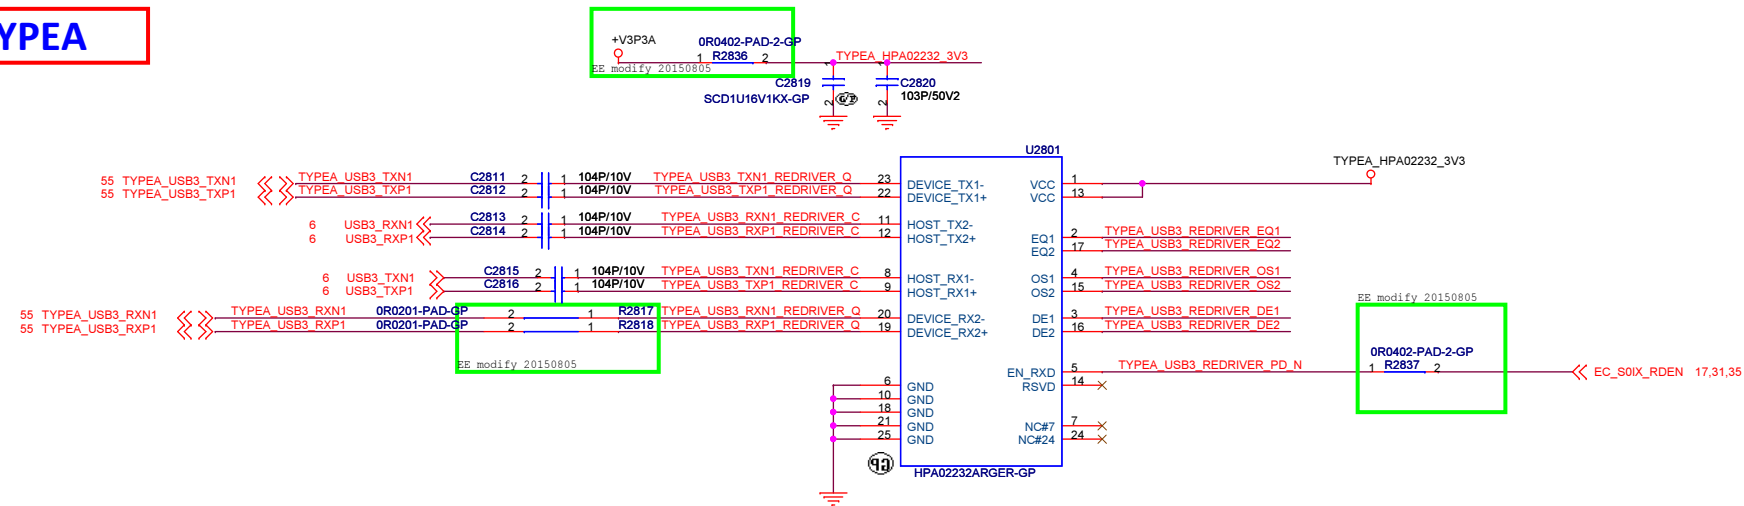 YPEA
+V3P3A
0R0402-PAD-2-GP
1 R2836 2
TYPEA_HPA02232_3V3
EE modify 20150805
1 1
C2819
C2820
SCD1U16V1KX-GP
103P/50V2
2 2
U2801
TYPEA_HPA02232_3V3
55 TYPEA_USB3_TXN1 TYPEA_USB3_TXN1 C2811 2 1 104P/10V TYPEA_USB3_TXN1_REDRIVER_Q 23 DEVICE_TX1- VCC 1
55 TYPEA_USB3_TXP1 TYPEA_USB3_TXP1 C2812 2 1 104P/10V TYPEA_USB3_TXP1_REDRIVER_Q 22 DEVICE_TX1+ VCC 13
6 USB3_RXN1 C2813 2 1 104P/10V TYPEA_USB3_RXN1_REDRIVER_C 11 HOST_TX2-
6 USB3_RXP1 C2814 2 1 104P/10V TYPEA_USB3_RXP1_REDRIVER_C 12 HOST_TX2+
EQ1 2 TYPEA_USB3_REDRIVER_EQ1
EQ2 17 TYPEA_USB3_REDRIVER_EQ2
6 USB3_TXN1 C2815 2 1 104P/10V TYPEA_USB3_TXN1_REDRIVER_C 8 HOST_RX1- OS1 4 TYPEA_USB3_REDRIVER_OS1
6 USB3_TXP1 C2816 2 1 104P/10V TYPEA_USB3_TXP1_REDRIVER_C 9 HOST_RX1+ OS2 15 TYPEA_USB3_REDRIVER_OS2
EE modify 20150805
55 TYPEA_USB3_RXN1 TYPEA_USB3_RXN1 0R0201-PAD-GP 2 1 R2817 TYPEA_USB3_RXN1_REDRIVER_Q 20 DEVICE_RX2- DE1 3 TYPEA_USB3_REDRIVER_DE1
55 TYPEA_USB3_RXP1 TYPEA_USB3_RXP1 0R0201-PAD-GP 2 1 R2818 TYPEA_USB3_RXP1_REDRIVER_Q 19 DEVICE_RX2+ DE2 16 TYPEA_USB3_REDRIVER_DE2
EE modify 20150805
0R0402-PAD-2-GP
EN_RXD 5 TYPEA_USB3_REDRIVER_PD_N 1 R2837 2 EC_S0IX_RDEN 17,31,35
6 GND RSVD 14
10 GND
18 GND
21 GND NC#7 7
25 GND NC#24 24
HPA02232ARGER-GP